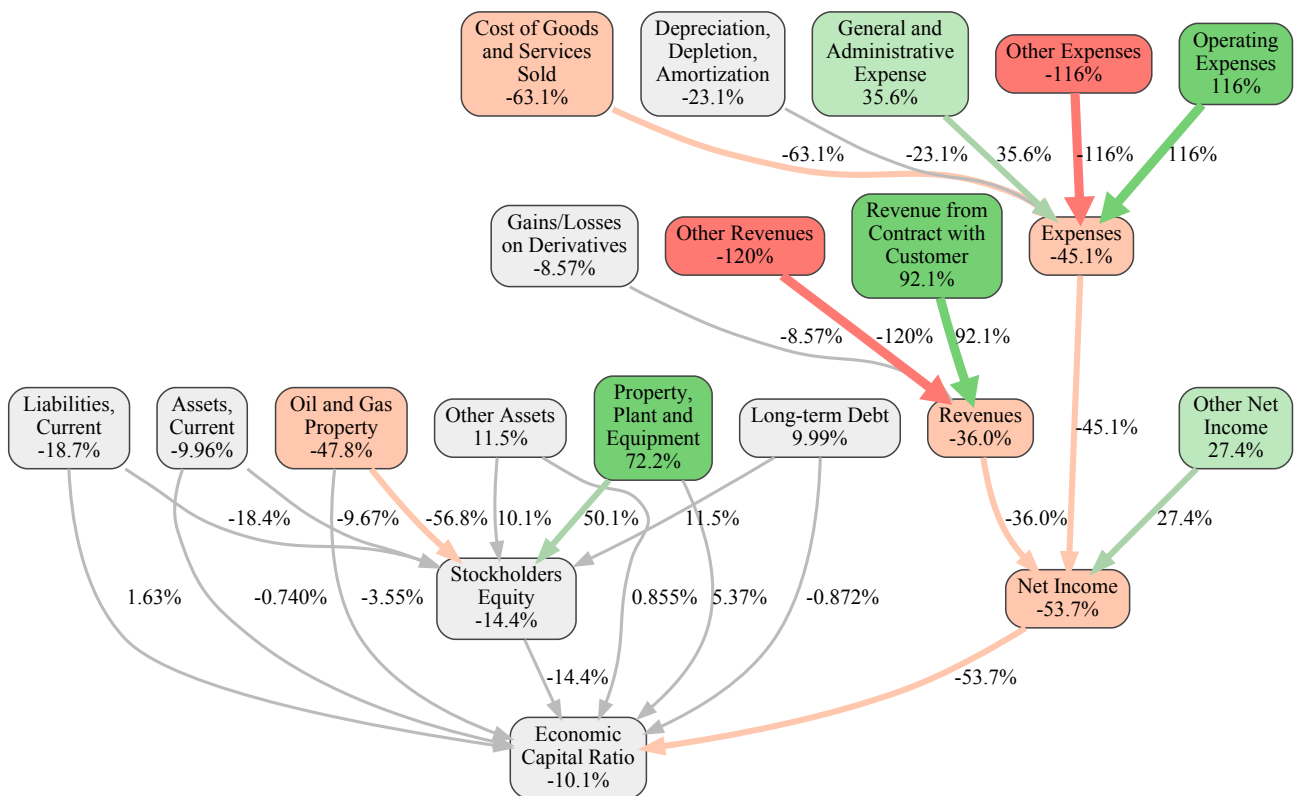 Cost of Goods
and Services
Sold
-63.1%
Depreciation,
Depletion,
Amortization
-23.1%
General and
Administrative
Expense
35.6%
Other Expenses
-116%
Operating
Expenses
116%
-63.1%
-23.1%
35.6%
-116%
116%
Gains/Losses
on Derivatives
-8.57%
Other Revenues
-120%
Revenue from
Contract with
Customer
92.1%
Expenses
-45.1%
-8.57%
-120%
92.1%
Liabilities,
Current
-18.7%
Assets,
Current
-9.96%
Oil and Gas
Property
-47.8%
Other Assets
11.5%
Property,
Plant and
Equipment
72.2%
Long-term Debt
9.99%
Revenues
-36.0%
-45.1%
Other Net
Income
27.4%
-18.4%
-9.67%
-56.8%
10.1%
50.1%
11.5%
-36.0%
27.4%
Stockholders
Equity
-14.4%
Net Income
-53.7%
1.63%
-0.740%
-3.55%
0.855%
5.37%
-0.872%
-14.4%
-53.7%
Economic
Capital Ratio
-10.1%